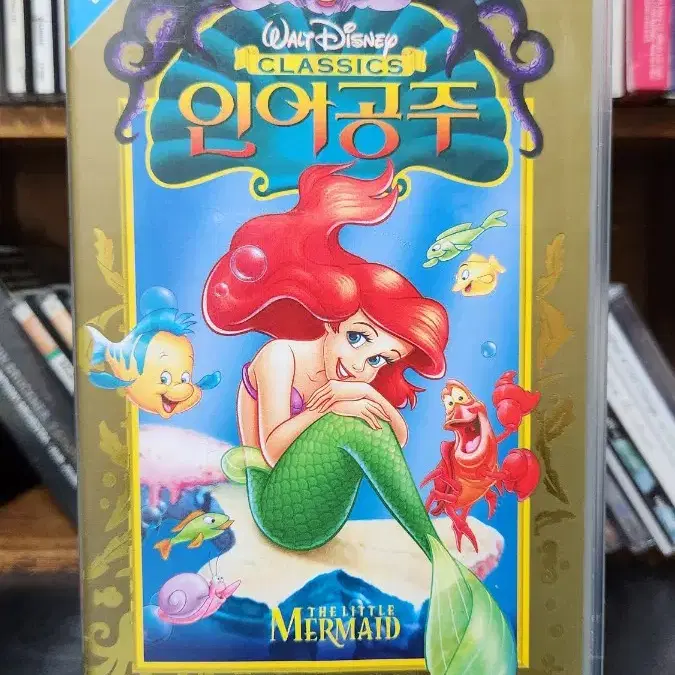 WALT DISNEY
CLASSICS
인어공주
THE LITTLE
MERMAID